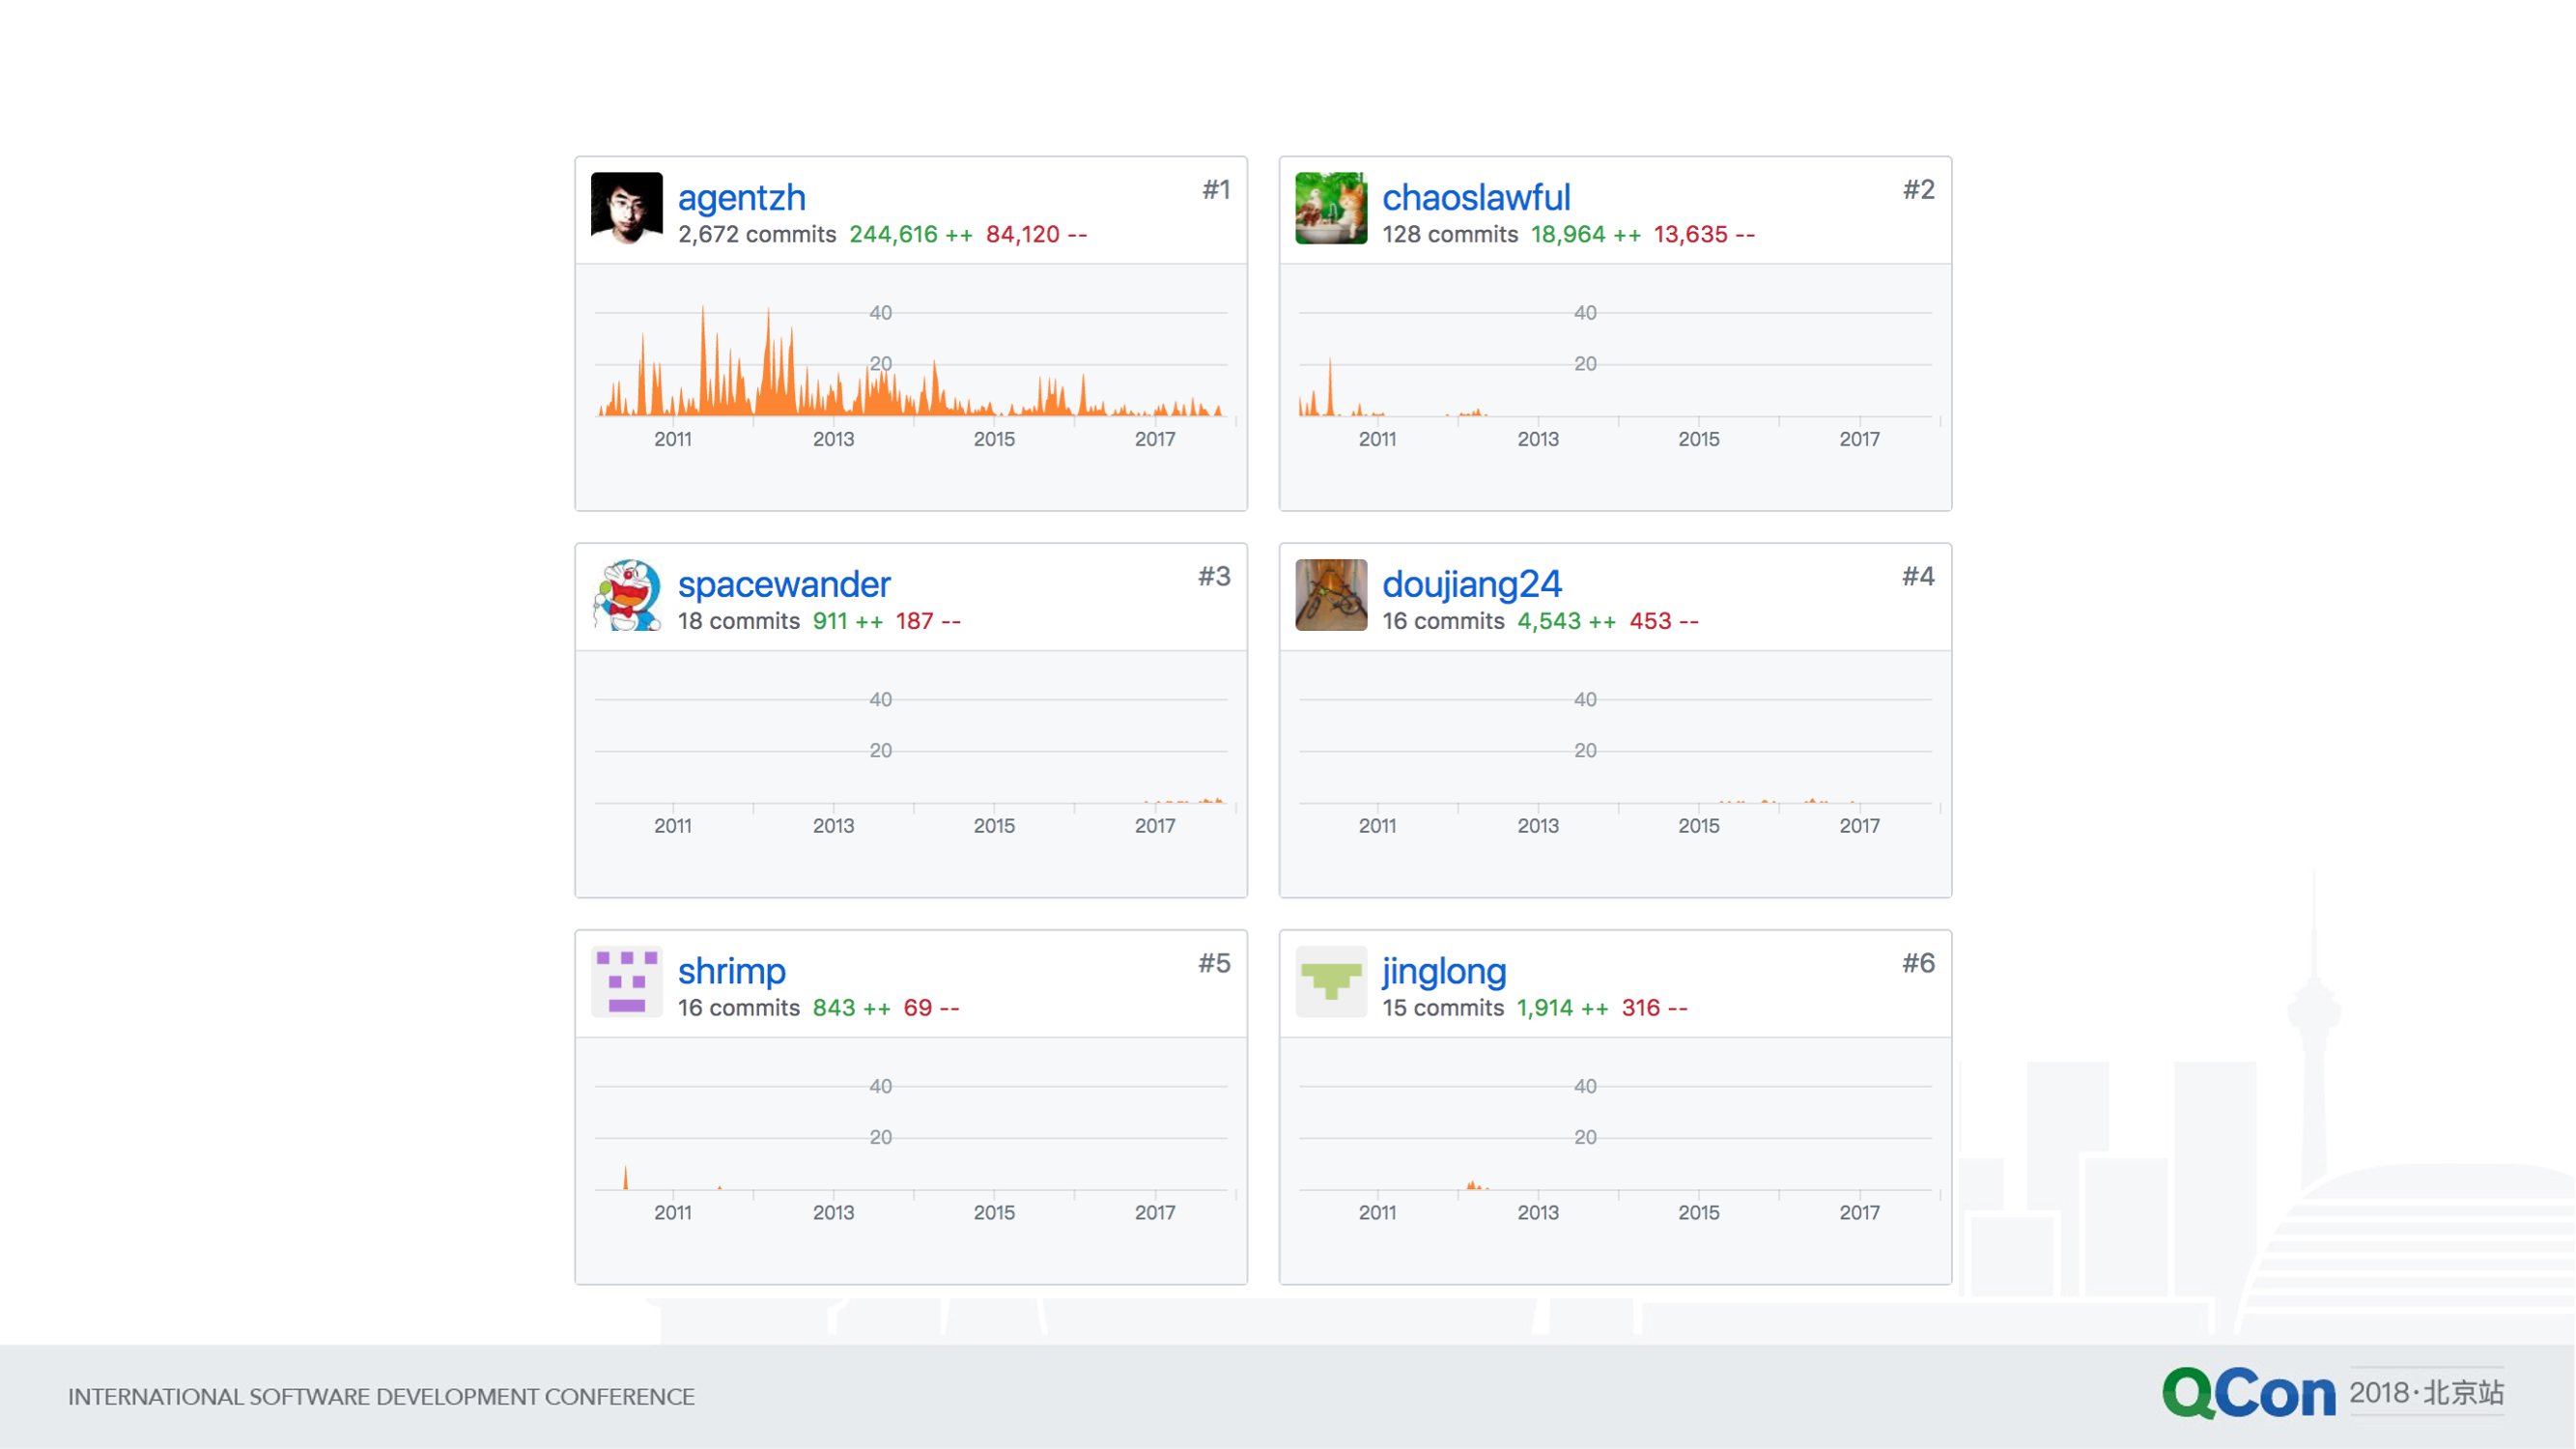 agentzh
#1
2,672 commits 244,616 ++ 84,120 --
40
20
2011 2013 2015 2017
chaoslawful
#2
128 commits 18,964 ++ 13,635 --
40
20
2011 2013 2015 2017
spacewander
#3
18 commits 911 ++ 187 --
40
20
2011 2013 2015 2017
doujiang24
#4
16 commits 4,543 ++ 453 --
40
20
2011 2013 2015 2017
shrimp
#5
16 commits 843 ++ 69 --
40
20
2011 2013 2015 2017
jinglong
#6
15 commits 1,914 ++ 316 --
40
20
2011 2013 2015 2017
INTERNATIONAL SOFTWARE DEVELOPMENT CONFERENCE
QCon 2018·北京站